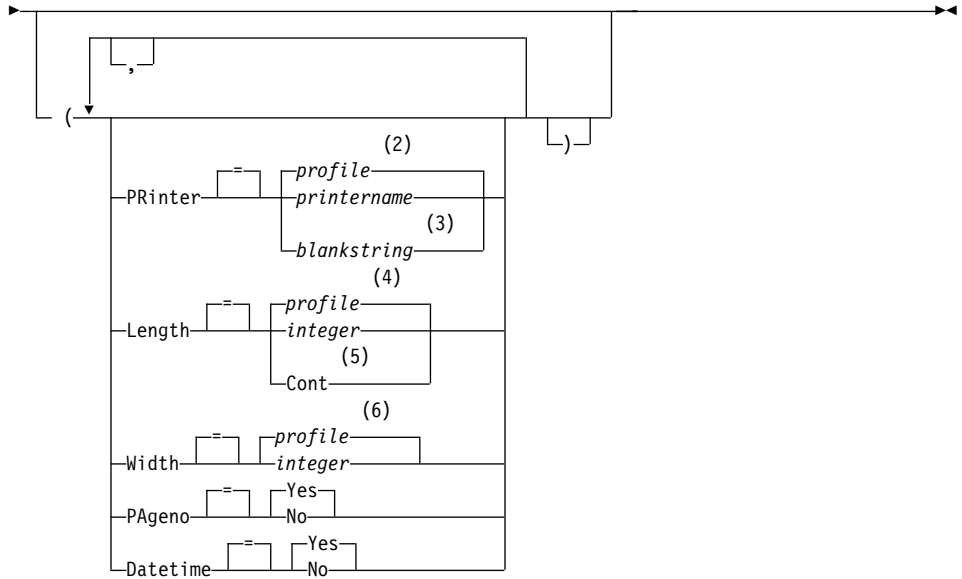 ,
(
)
(2)
=
profile
PRinter
printername
(3)
blankstring
(4)
=
profile
Length
integer
(5)
Cont
(6)
=
profile
Width
integer
=
Yes
PAgeno
No
=
Yes
Datetime
No